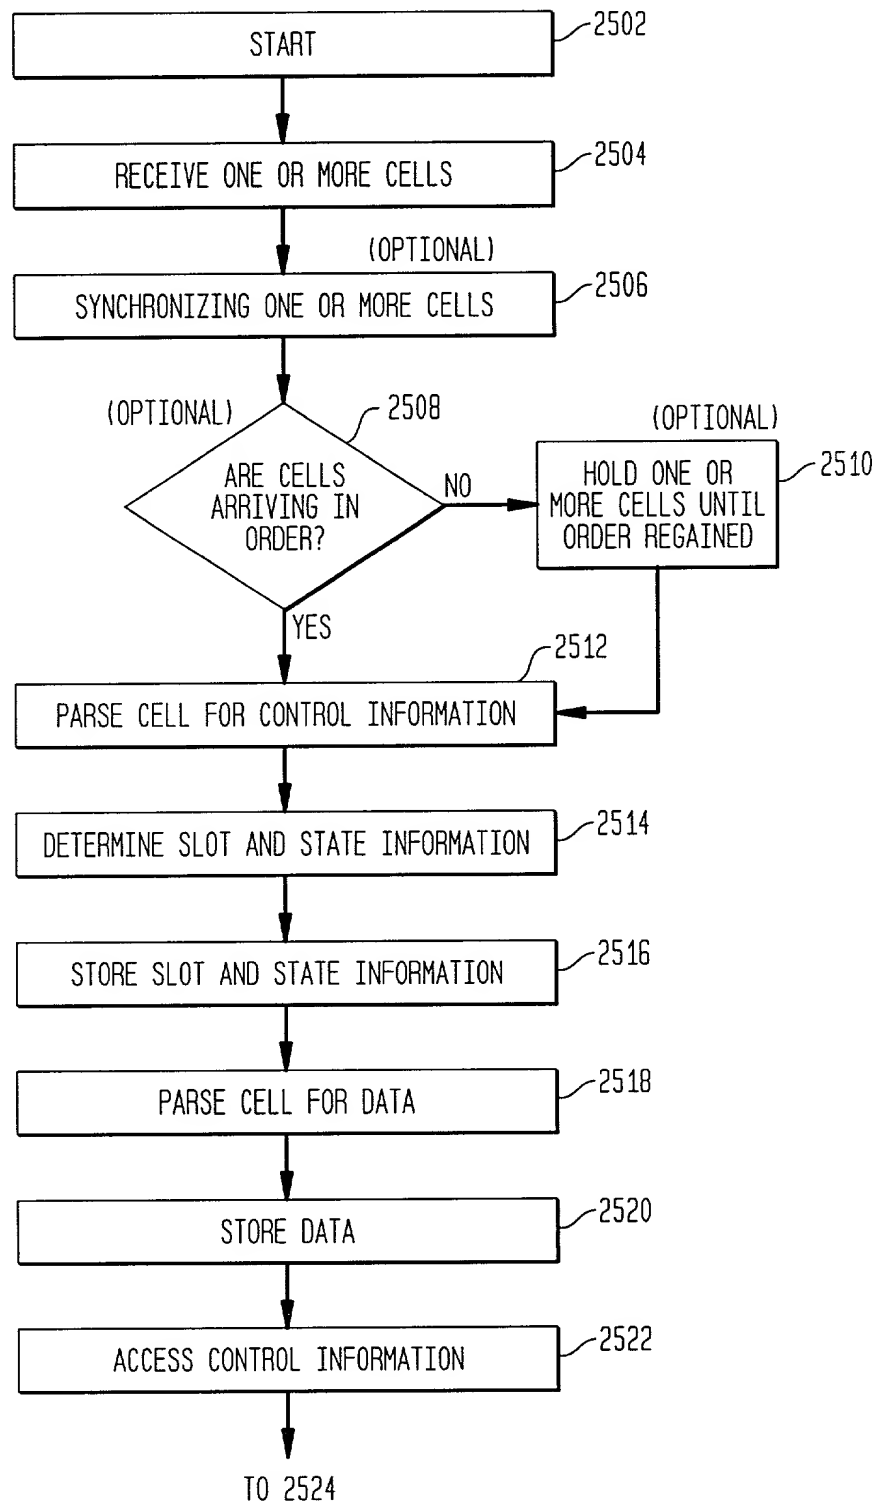 START
2502
RECEIVE ONE OR MORE CELLS
2504
(OPTIONAL)
SYNCHRONIZING ONE OR MORE CELLS
2506
(OPTIONAL)
2508
ARE CELLS
ARRIVING IN
ORDER?
NO
YES
(OPTIONAL)
2510
HOLD ONE OR
MORE CELLS UNTIL
ORDER REGAINED
2512
PARSE CELL FOR CONTROL INFORMATION
DETERMINE SLOT AND STATE INFORMATION
2514
STORE SLOT AND STATE INFORMATION
2516
PARSE CELL FOR DATA
2518
STORE DATA
2520
ACCESS CONTROL INFORMATION
2522
TO 2524